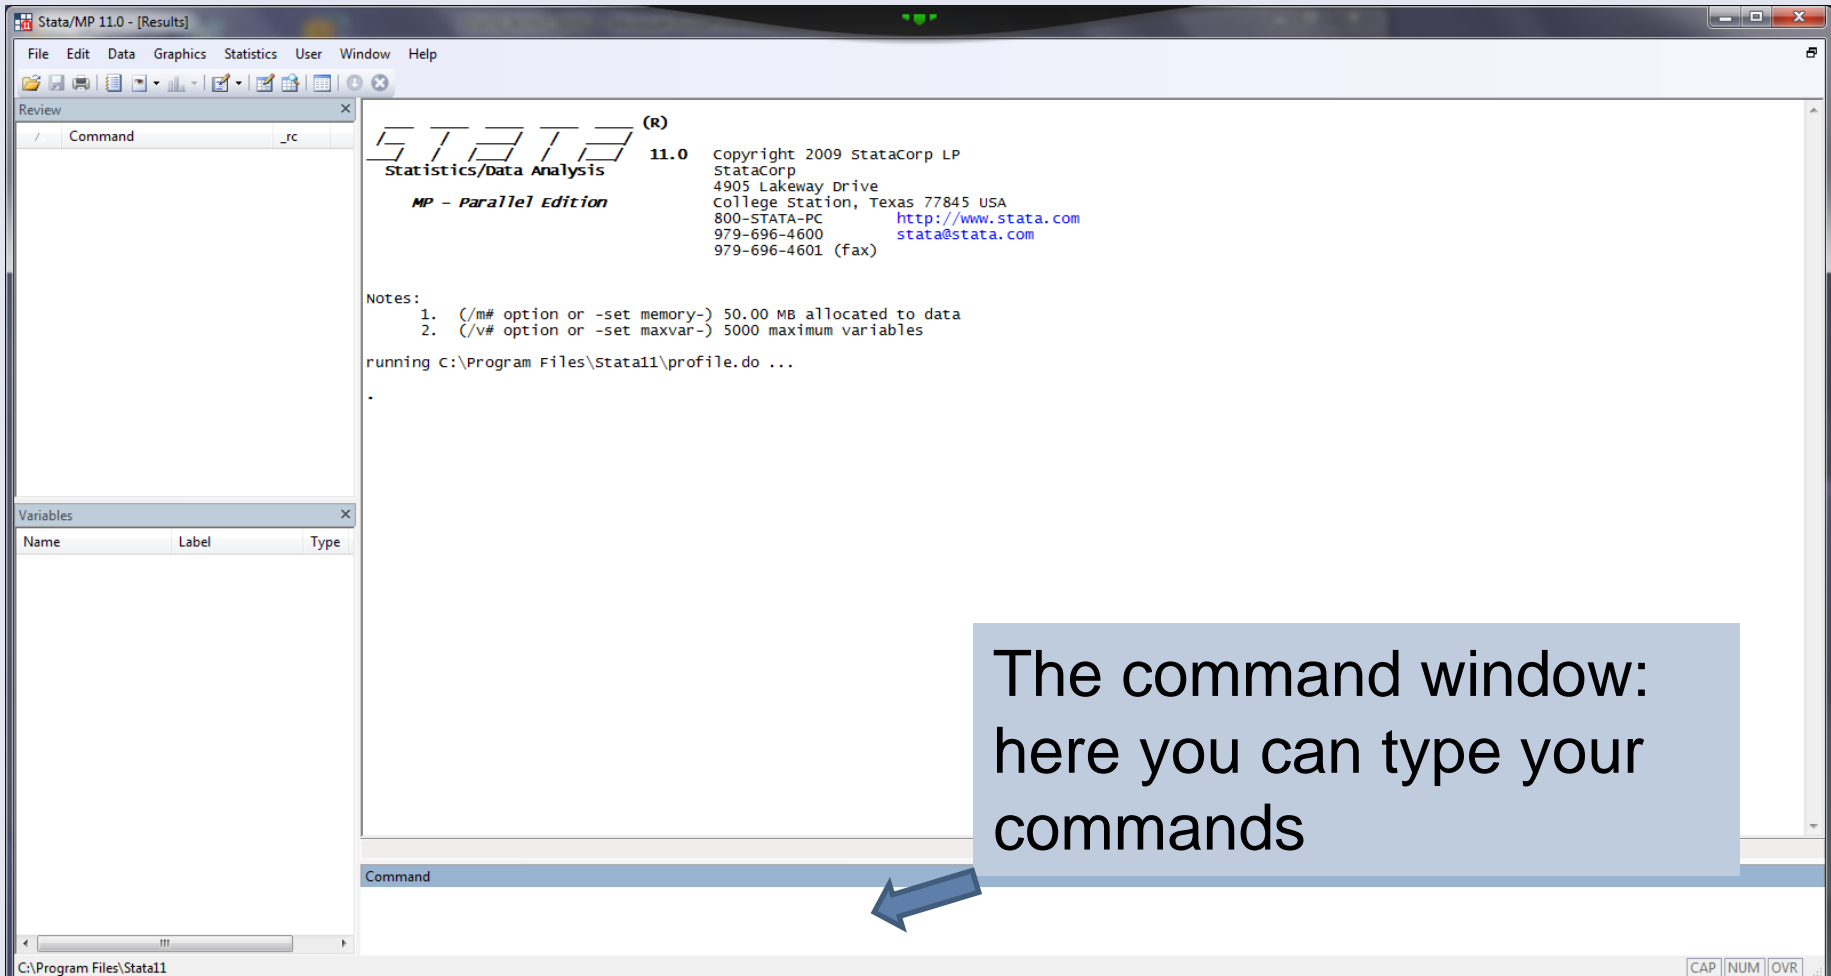 Stata/MP 11.0 - [Results]
File Edit Data Graphics Statistics User Window Help
Review
/ Command _rc
Variables
Name Label Type
STATA (R)
11.0 Copyright 2009 StataCorp LP
Statistics/Data Analysis StataCorp
4905 Lakeway Drive
MP - Parallel Edition College Station, Texas 77845 USA
800-STATA-PC http://www.stata.com
979-696-4600 stata@stata.com
979-696-4601 (fax)
Notes:
1. (/m# option or -set memory-) 50.00 MB allocated to data
2. (/v# option or -set maxvar-) 5000 maximum variables
running C:\Program Files\Stata11\profile.do ...
.
The command window:
here you can type your
commands
Command
C:\Program Files\Stata11
CAP NUM OVR